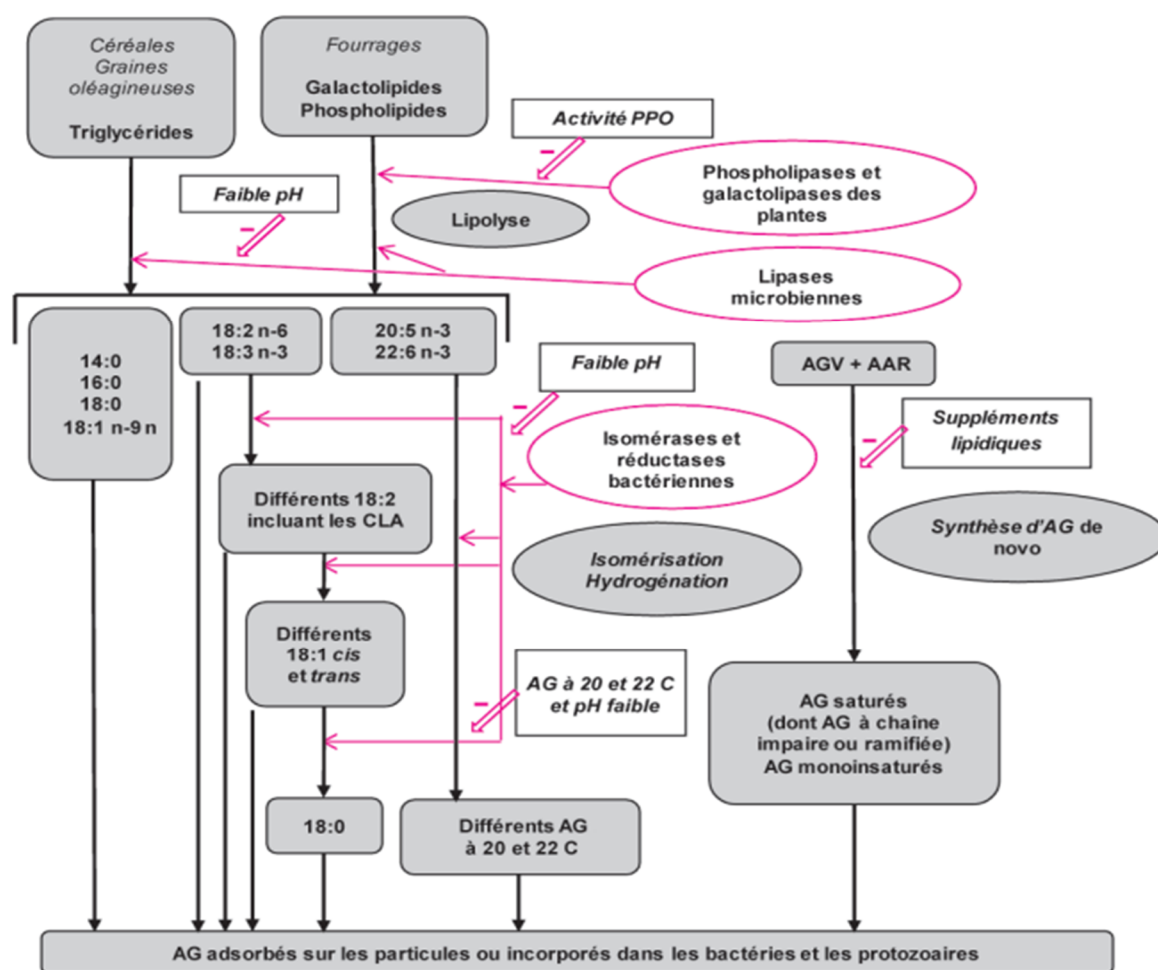 Céréales
Graines
oléagineuses
Triglycérides
Fourrages
Galactolipides
Phospholipides
Activité PPO
–
Phospholipases et
galactolipases des
plantes
Faible pH
–
Lipolyse
Lipases
microbiennes
14:0
16:0
18:0
18:1 n-9 n
18:2 n-6
18:3 n-3
20:5 n-3
22:6 n-3
Faible pH
–
AGV + AAR
Isomérases et
réductases
bactériennes
Suppléments
lipidiques
–
Différents 18:2
incluant les CLA
Isomérisation
Hydrogénation
Synthèse d'AG de
novo
Différents
18:1 cis
et trans
AG à 20 et 22 C
et pH faible
–
AG saturés
(dont AG à chaîne
impaire ou ramifiée)
AG monoinsaturés
18:0
Différents AG
à 20 et 22 C
AG adsorbés sur les particules ou incorporés dans les bactéries et les protozoaires